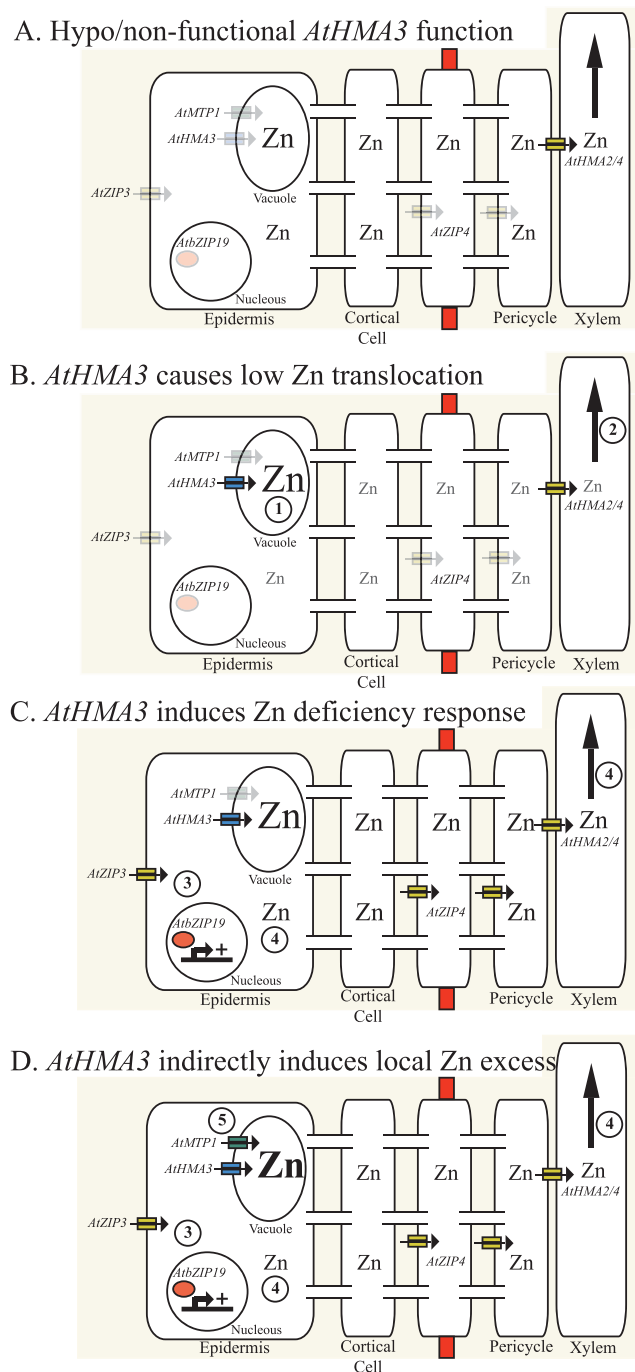 A. Hypo/non-functional AtHMA3 function
AtMTP1
AtHMA3
Zn
Zn
Zn
Zn
Zn
AtHMA2/4
Vacuole
AtZIP3
AtbZIP19
Zn
Zn
AtZIP4
Zn
Nucleous
Epidermis
Cortical
Cell
Pericycle
Xylem
B. AtHMA3 causes low Zn translocation
2
AtMTP1
AtHMA3
Zn
1
Zn
Zn
Zn
Zn
AtHMA2/4
Vacuole
AtZIP3
AtbZIP19
Zn
Zn
AtZIP4
Zn
Nucleous
Epidermis
Cortical
Cell
Pericycle
Xylem
C. AtHMA3 induces Zn deficiency response
4
AtMTP1
AtHMA3
Zn
Zn
Zn
Zn
Zn
AtHMA2/4
Vacuole
AtZIP3
3
AtbZIP19
+
Zn
4
Zn
AtZIP4
Zn
Nucleous
Epidermis
Cortical
Cell
Pericycle
Xylem
D. AtHMA3 indirectly induces local Zn excess
4
5
AtMTP1
AtHMA3
Zn
Zn
Zn
Zn
Zn
AtHMA2/4
Vacuole
AtZIP3
3
AtbZIP19
+
Zn
4
Zn
AtZIP4
Zn
Nucleous
Epidermis
Cortical
Cell
Pericycle
Xylem